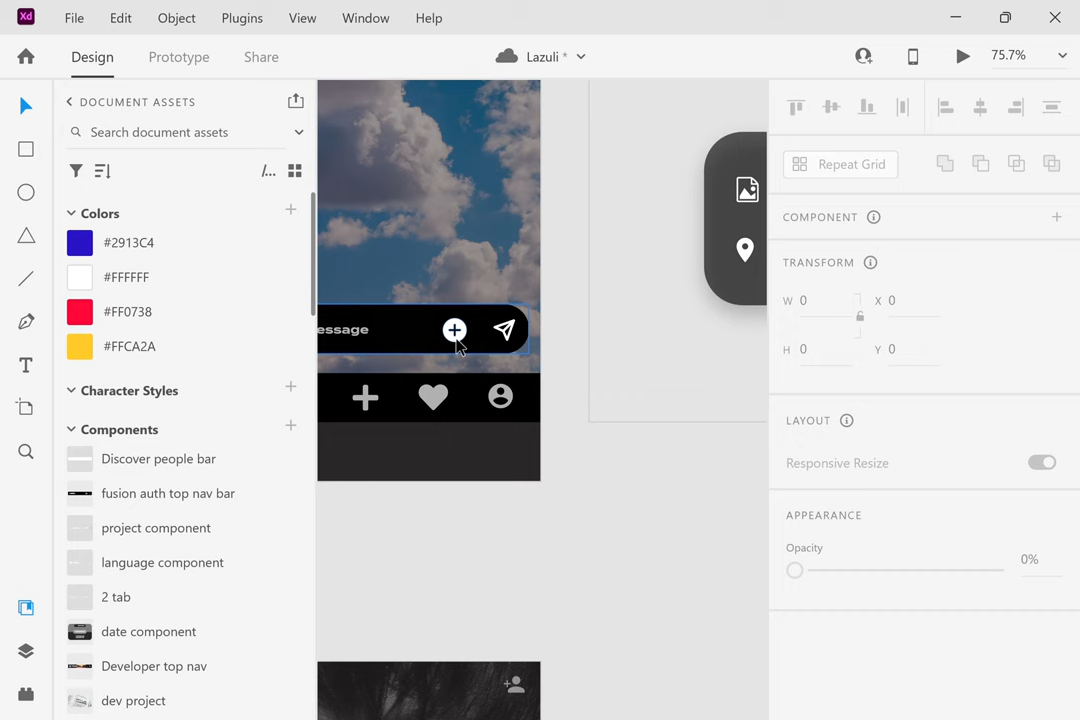 Xd File Edit Object Plugins View Window Help
Design Prototype Share Lazuli * 75.7%
DOCUMENT ASSETS
Search document assets
/...
Colors
#2913C4
#FFFFFF
#FF0738
#FFCA2A
Character Styles
Components
Discover people bar
fusion auth top nav bar
project component
language component
2 tab
date component
Developer top nav
dev project
essage
Repeat Grid
COMPONENT
TRANSFORM
W 0 X 0
H 0 Y 0
LAYOUT
Responsive Resize
APPEARANCE
Opacity
0%